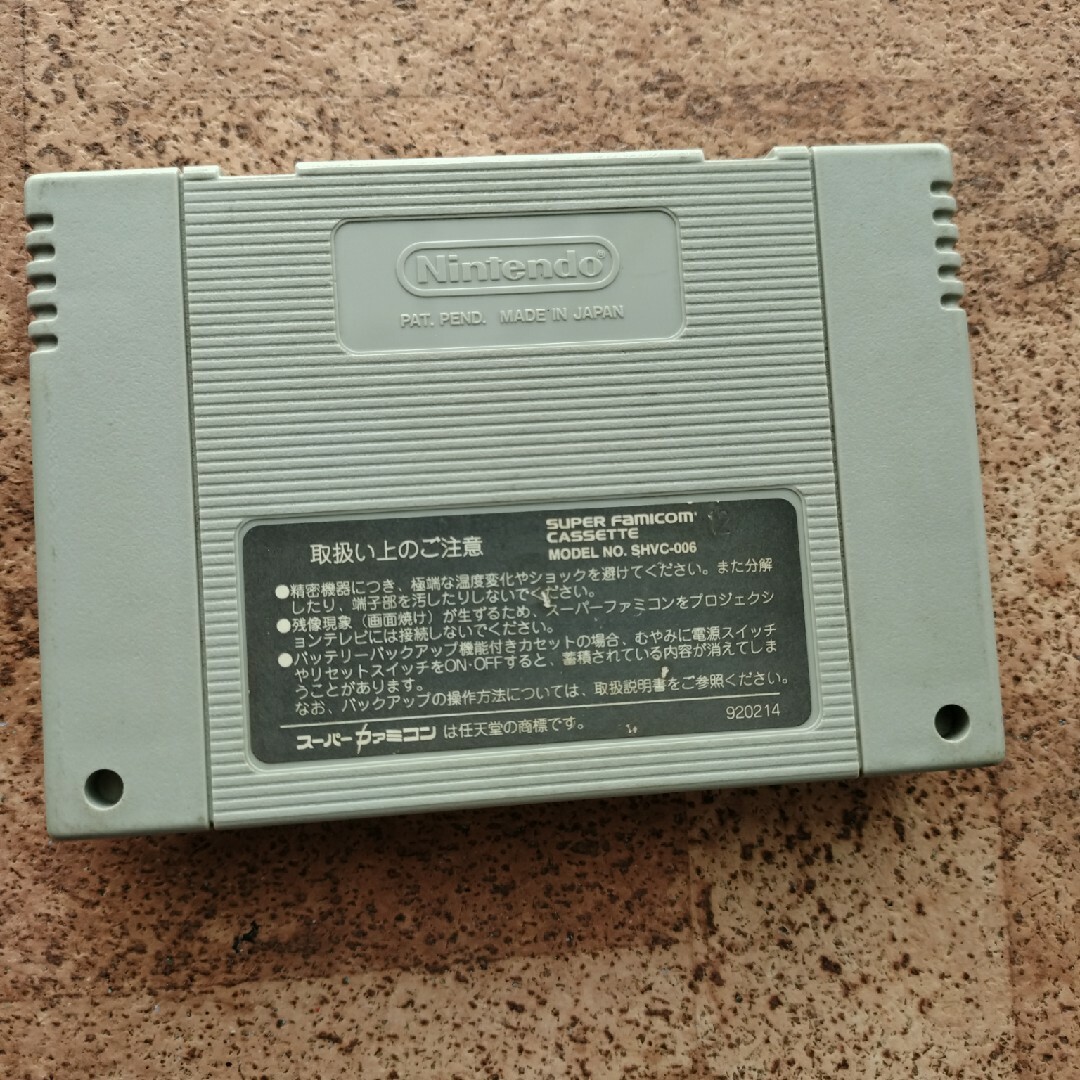 Nintendo®
PAT. PEND. MADE IN JAPAN
取扱い上のご注意
SUPER FAMICOM
CASSETTE
MODEL NO. SHVC-006
12
●精密機器につき、極端な温度変化やショックを避けてください。また分解
したり、端子部を汚したりしないでください。
●残像現象（画面焼け）が生ずるため、スーパーファミコンをプロジェクシ
ョンテレビには接続しないでください。
●バッテリーバックアップ機能付きカセットの場合、むやみに電源スイッチ
やリセットスイッチをON·OFFすると、蓄積されている内容が消えてしま
うことがあります。
なお、バックアップの操作方法については、取扱説明書をご参照ください。
スーパーファミコン は任天堂の商標です。
920214